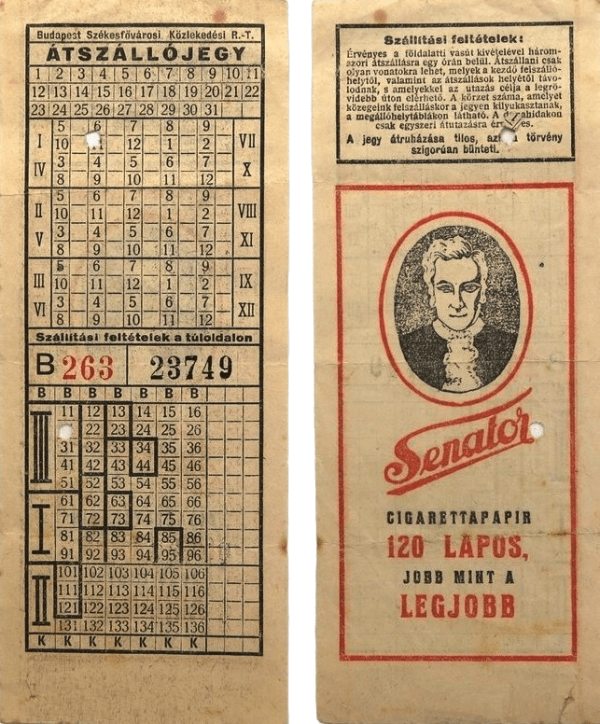 Budapest Székesfővárosi Közlekedési R.-T.
ÁTSZÁLLÓJEGY
1 2 3 4 5 6 7 8 9 10 11
12 13 14 15 16 17 18 19 20 21 22
23 24 25 26 27 28 29 30 31
5 6 7 8 9
I 10 12 1 2 VII
3 4 5 6 7
IV 8 9 10 11 12 X
5 6 7 8 9
II 10 11 12 1 2 VIII
3 4 5 6 7
V 8 9 10 11 12 XI
5 6 7 8 9
III 10 11 12 1 2 IX
3 4 5 6 7
VI 8 9 10 11 12 XII
Szállítási feltételek a túloldalon
B 263 23749
B B B B B B B
11 12 13 14 15 16
22 23 24 25 26
III 31 32 33 34 35 36
41 42 43 44 45 46
51 52 53 54 55 56
61 62 63 64 65 66
I 71 72 73 74 75 76
81 82 83 84 85 86
91 92 93 94 95 96
101 102 103 104 105 106
II 111 112 113 114 115 116
121 122 123 124 125 126
131 132 133 134 135 136
K K K K K K K
Szállítási feltételek:
Érvényes a földalatti vasút kivételével három-
szori átszállásra egy órán belül. Átszállani csak
olyan vonatokra lehet, melyek a kezdő felszálló-
helytől, valamint az átszállások helyétől távo-
lodnak, s amelyekkel az utazás célja a legrö-
videbb úton elérhető. A körzet száma, amelyet
közegeink felszálláskor a jegyen kilyukasztanak,
a megállóhelytáblákon látható. A
csak egyszeri átutazásra
A jegy átruházása tilos, a törvény
szigorúan bünteti.
Senator
CIGARETTAPAPIR
120 LAPOS,
JOBB MINT A
LEGJOBB